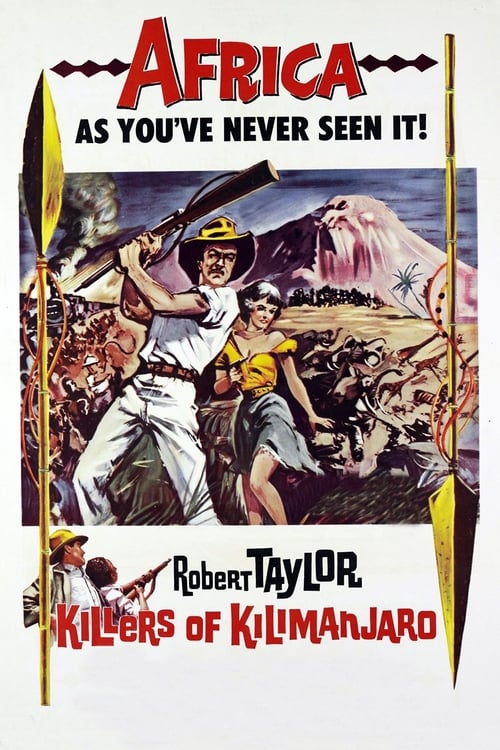 AFRICA
AS YOU'VE NEVER SEEN IT!
ROBERT TAYLOR
KILLERS OF KILIMANJARO